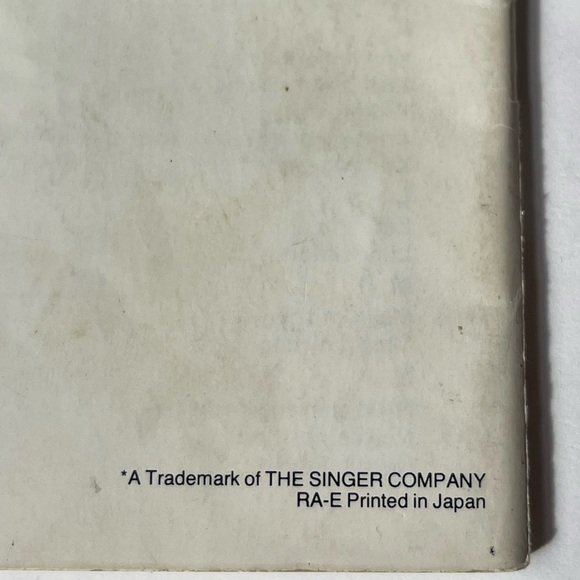 *A Trademark of THE SINGER COMPANY
RA-E Printed in Japan